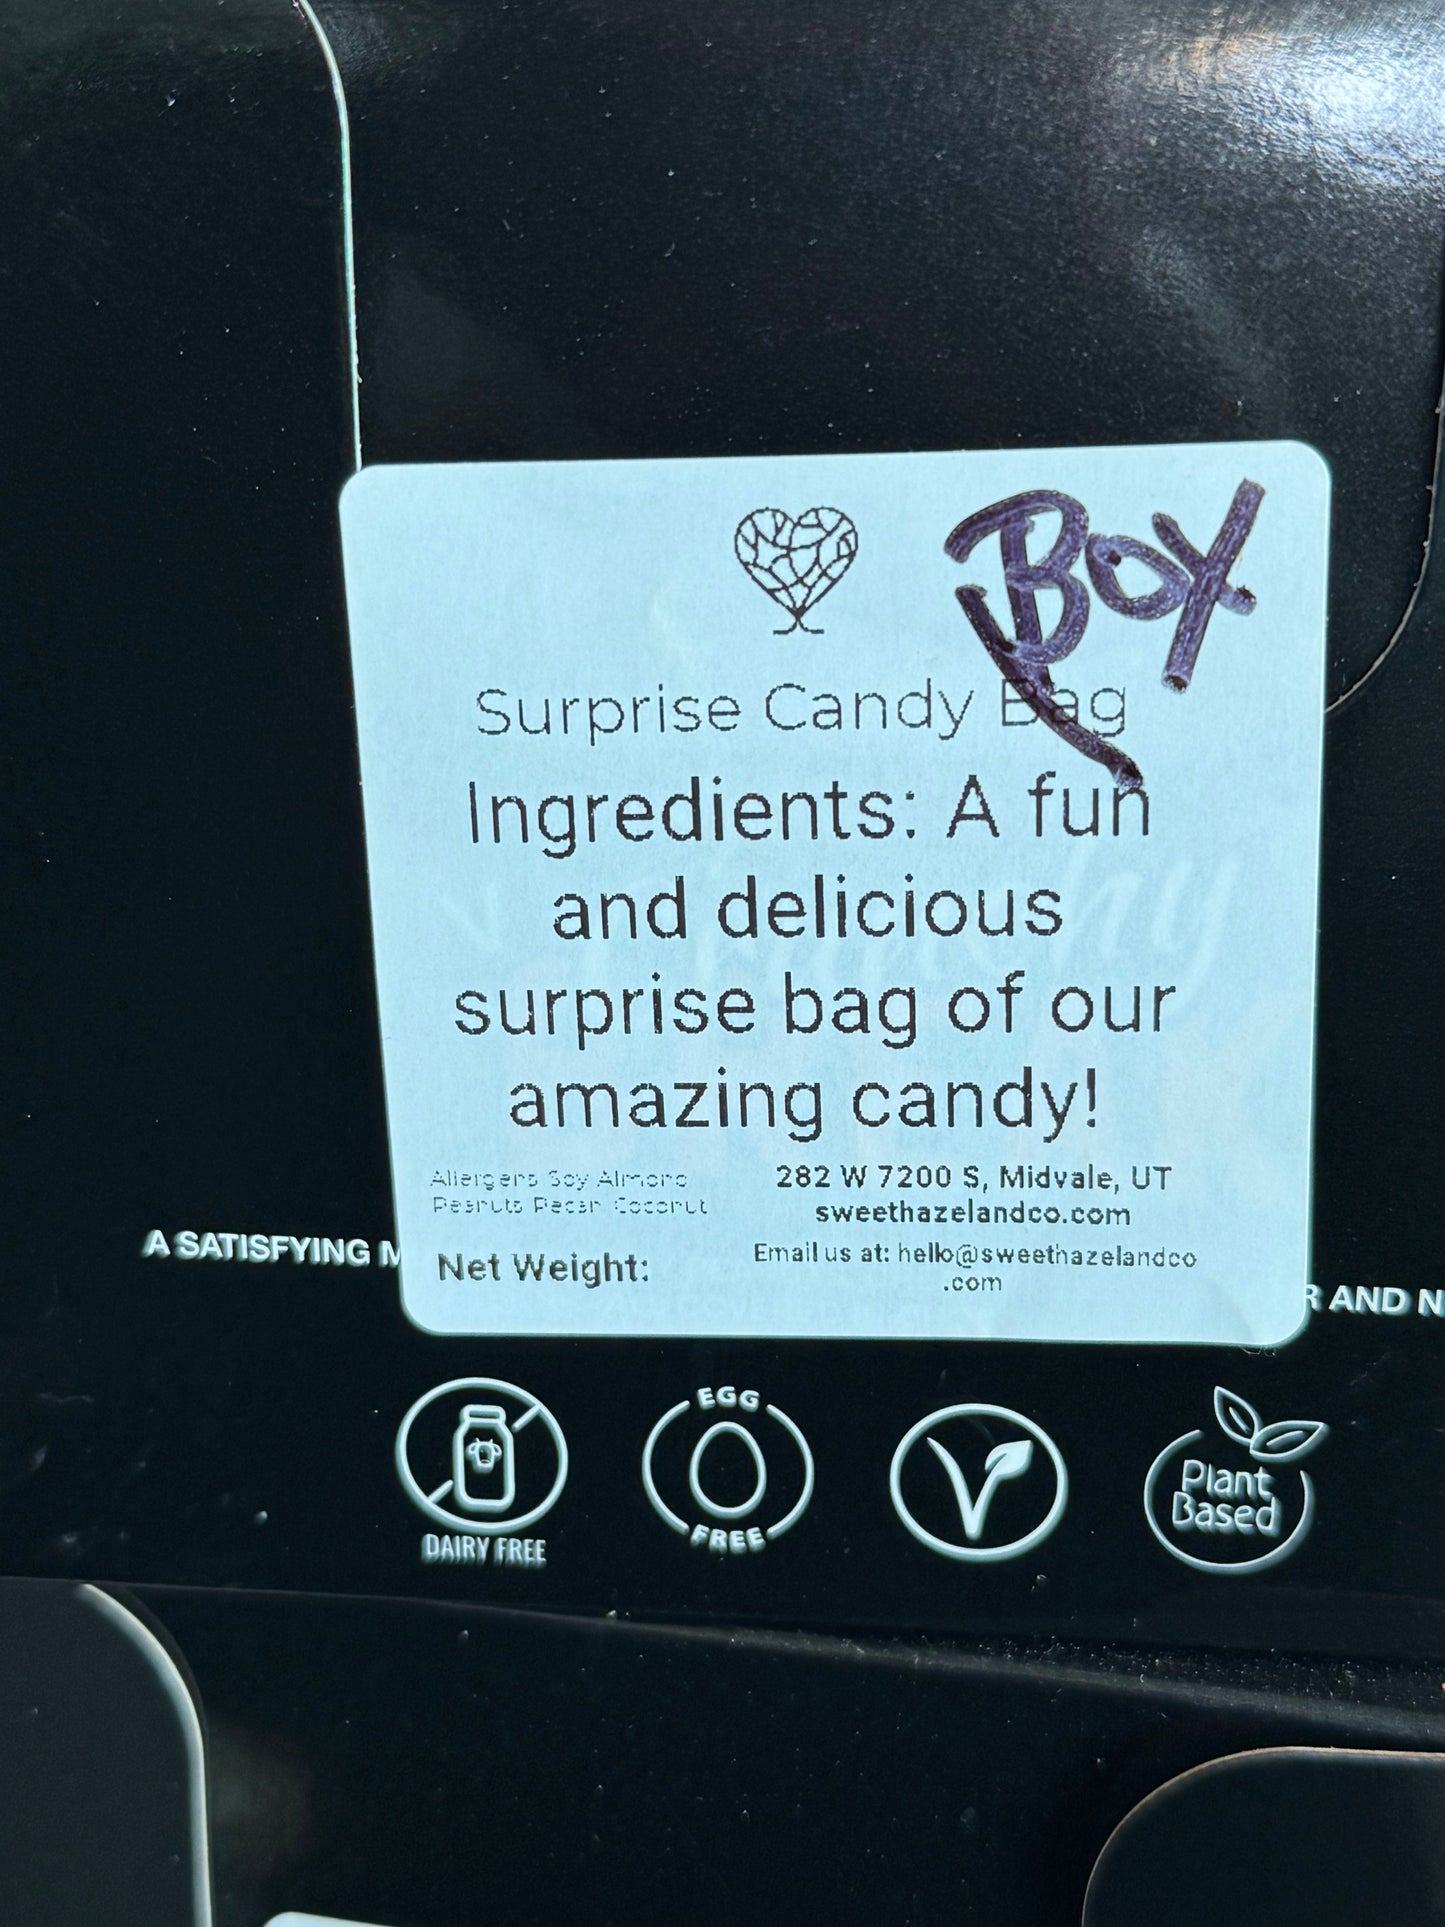 Box
Surprise Candy Bag
Ingredients: A fun
and delicious
surprise bag of our
amazing candy!
Allergens Soy Almond
Peanuts Pecan Coconut
282 W 7200 S, Midvale, UT
sweethazelandco.com
Net Weight:
Email us at: hello@sweethazelandco
.com
A SATISFYING M
R AND N
DAIRY FREE
EGG
FREE
Plant
Based